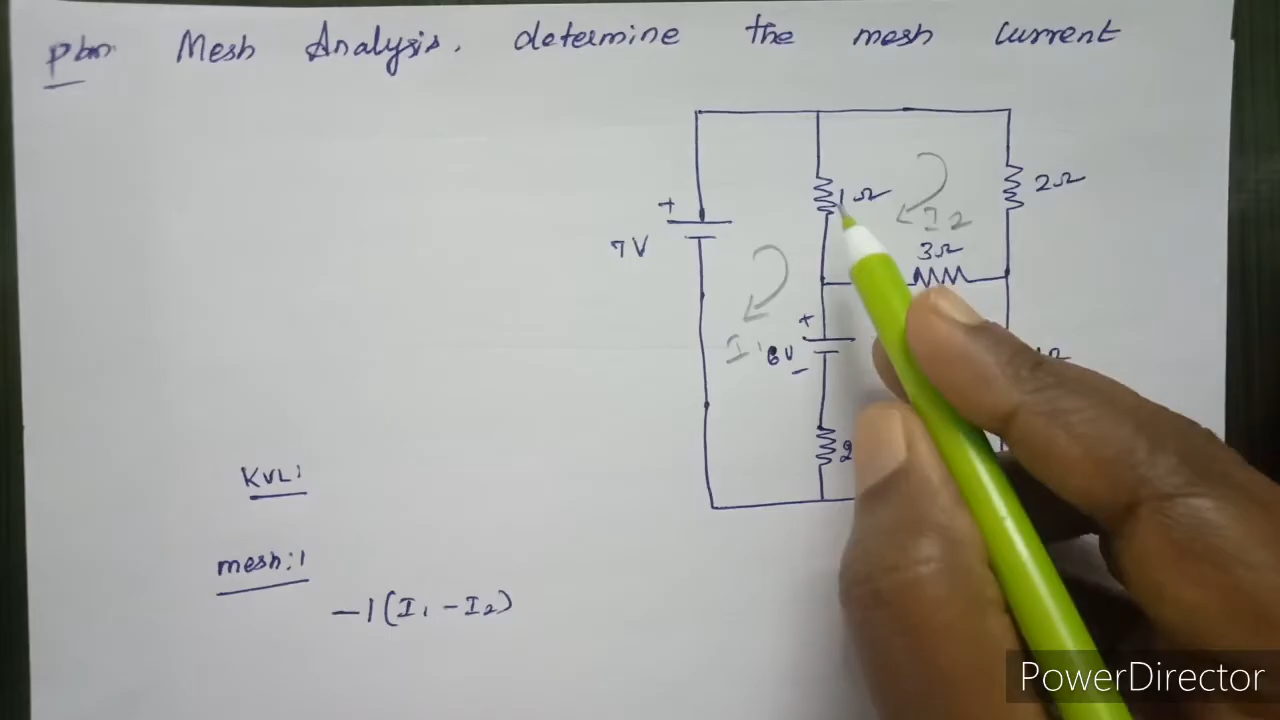 pbm Mesh Analysis. determine the mesh current
1Ω
2Ω
+
7V
I2
3Ω
+
I1 6V
KVL:
mesh:1
-1(I1 -I2)
PowerDirector